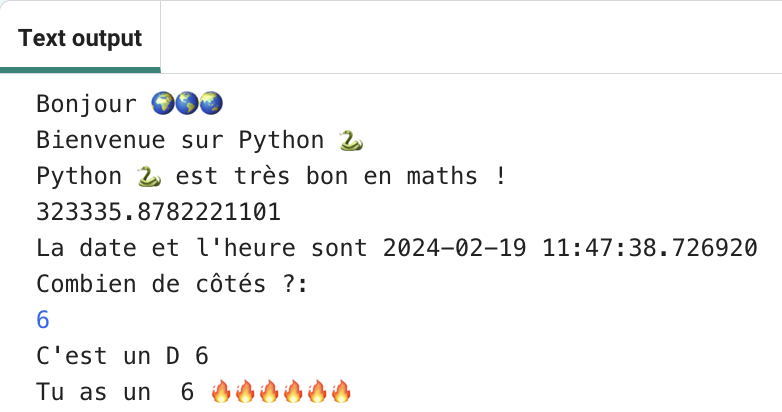 Text output
Bonjour 🌍🌎🌏
Bienvenue sur Python 🐍
Python 🐍 est très bon en maths !
323335.8782221101
La date et l'heure sont 2024-02-19 11:47:38.726920
Combien de côtés ?:
6
C'est un D 6
Tu as un  6 🔥🔥🔥🔥🔥🔥